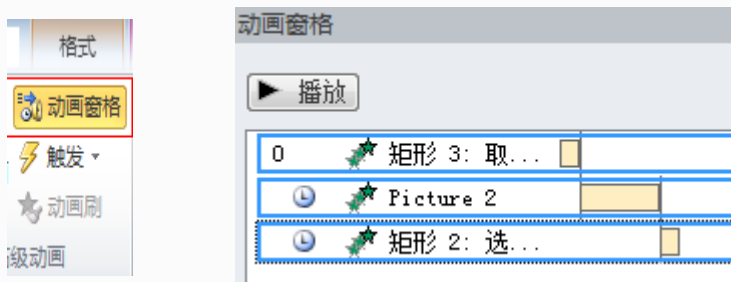 格式
动画窗格
触发
动画刷
级动画
动画窗格
播放
0 矩形 3: 取...
Picture 2
矩形 2: 选...